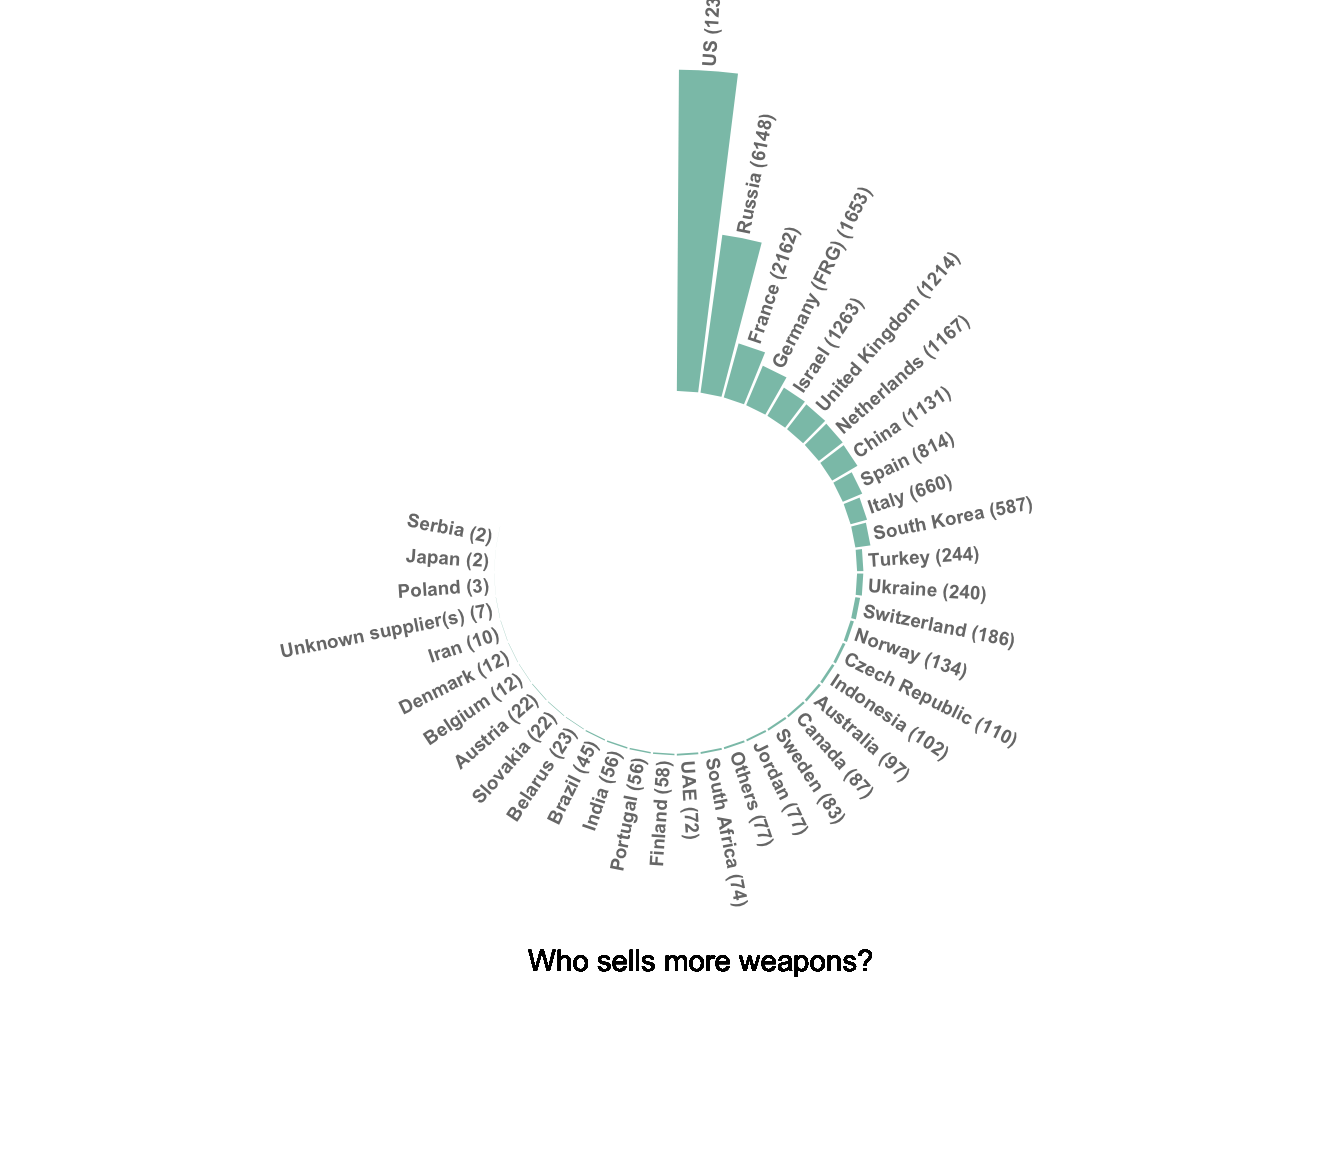 US (123
Russia (6148)
France (2162)
Germany (FRG) (1653)
Israel (1263)
United Kingdom (1214)
Netherlands (1167)
China (1131)
Spain (814)
Italy (660)
South Korea (587)
Turkey (244)
Ukraine (240)
Switzerland (186)
Norway (134)
Czech Republic (110)
Indonesia (102)
Australia (97)
Canada (87)
Sweden (83)
Jordan (77)
Others (77)
South Africa (74)
UAE (72)
Finland (58)
Portugal (56)
India (56)
Brazil (45)
Belarus (23)
Slovakia (22)
Austria (22)
Belgium (12)
Denmark (12)
Iran (10)
Unknown supplier(s) (7)
Poland (3)
Japan (2)
Serbia (2)
Who sells more weapons?